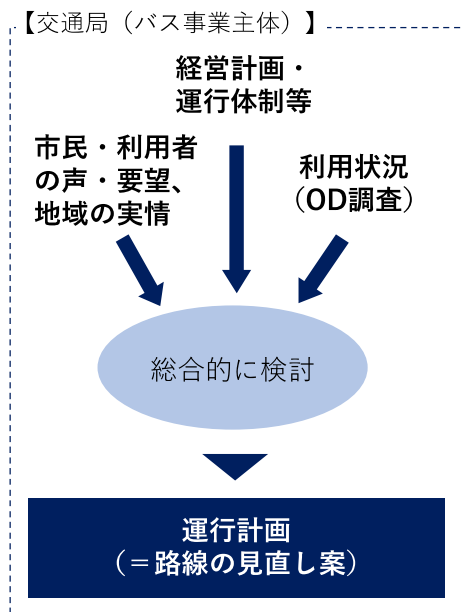 【交通局（バス事業主体）】
経営計画・
運行体制等
市民・利用者
の声・要望、
地域の実情
利用状況
（OD調査）
総合的に検討
運行計画
（＝路線の見直し案）